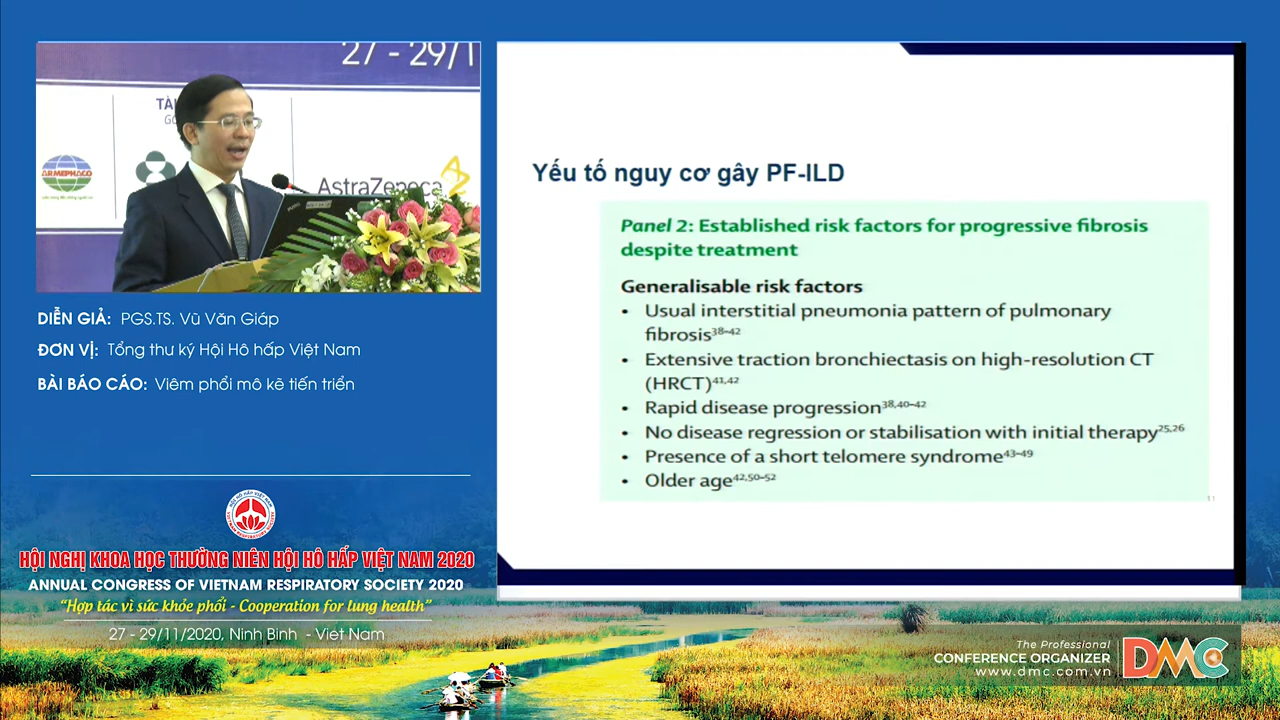 27 - 29/1
TÀI
ARMEPHACO
AstraZeneca
DIỄN GIẢ: PGS.TS. Vũ Văn Giáp
ĐƠN VỊ: Tổng thư ký Hội Hô hấp Việt Nam
BÀI BÁO CÁO: Viêm phổi mô kẽ tiến triển
HỘI NGHỊ KHOA HỌC THƯỜNG NIÊN HỘI HÔ HẤP VIỆT NAM 2020
ANNUAL CONGRESS OF VIETNAM RESPIRATORY SOCIETY 2020
“Hợp tác vì sức khỏe phổi - Cooperation for lung health”
27 - 29/11/2020, Ninh Binh - Viet Nam
Yếu tố nguy cơ gây PF-ILD
Panel 2: Established risk factors for progressive fibrosis
despite treatment
Generalisable risk factors
• Usual interstitial pneumonia pattern of pulmonary
fibrosis38–42
• Extensive traction bronchiectasis on high-resolution CT
(HRCT)41,42
• Rapid disease progression38,40–42
• No disease regression or stabilisation with initial therapy25,26
• Presence of a short telomere syndrome43–49
• Older age42,50–52
11
The Professional
CONFERENCE ORGANIZER
www.dmc.com.vn
DMC